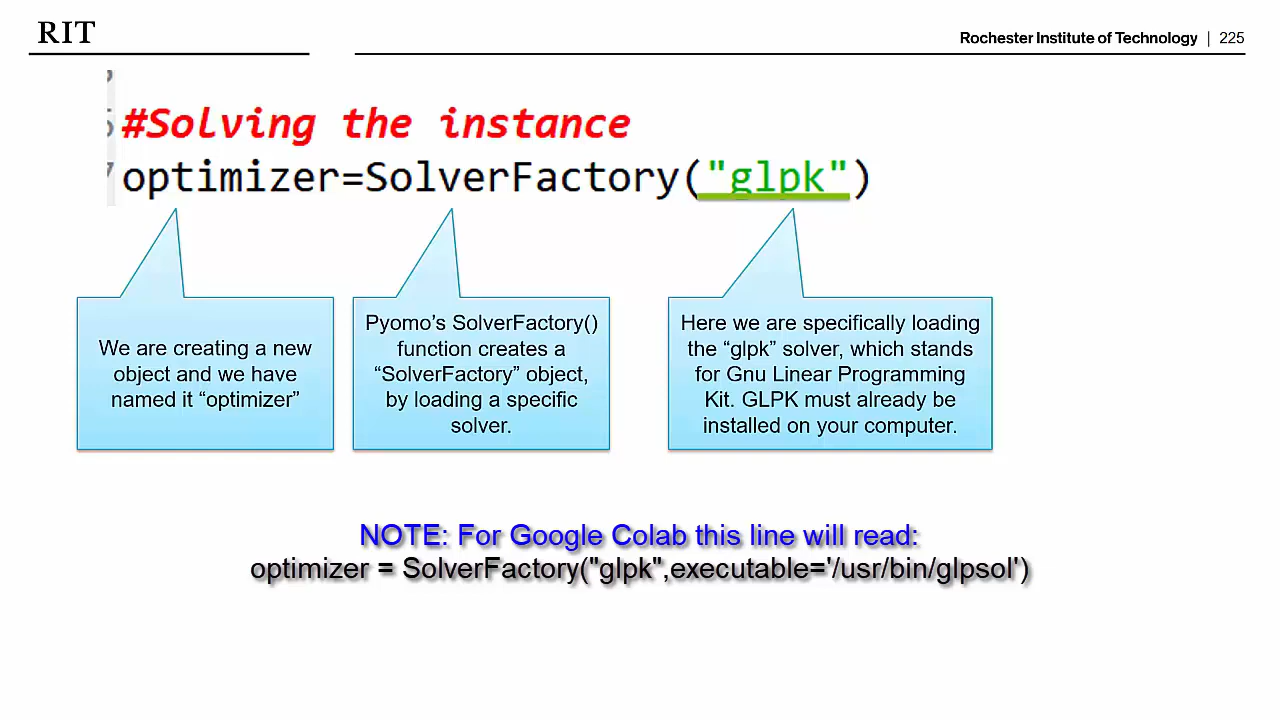 RIT
Rochester Institute of Technology | 225
#Solving the instance
optimizer=SolverFactory("glpk")
We are creating a new
object and we have
named it “optimizer”
Pyomo’s SolverFactory()
function creates a
“SolverFactory” object,
by loading a specific
solver.
Here we are specifically loading
the “glpk” solver, which stands
for Gnu Linear Programming
Kit. GLPK must already be
installed on your computer.
NOTE: For Google Colab this line will read:
optimizer = SolverFactory("glpk",executable='/usr/bin/glpsol')